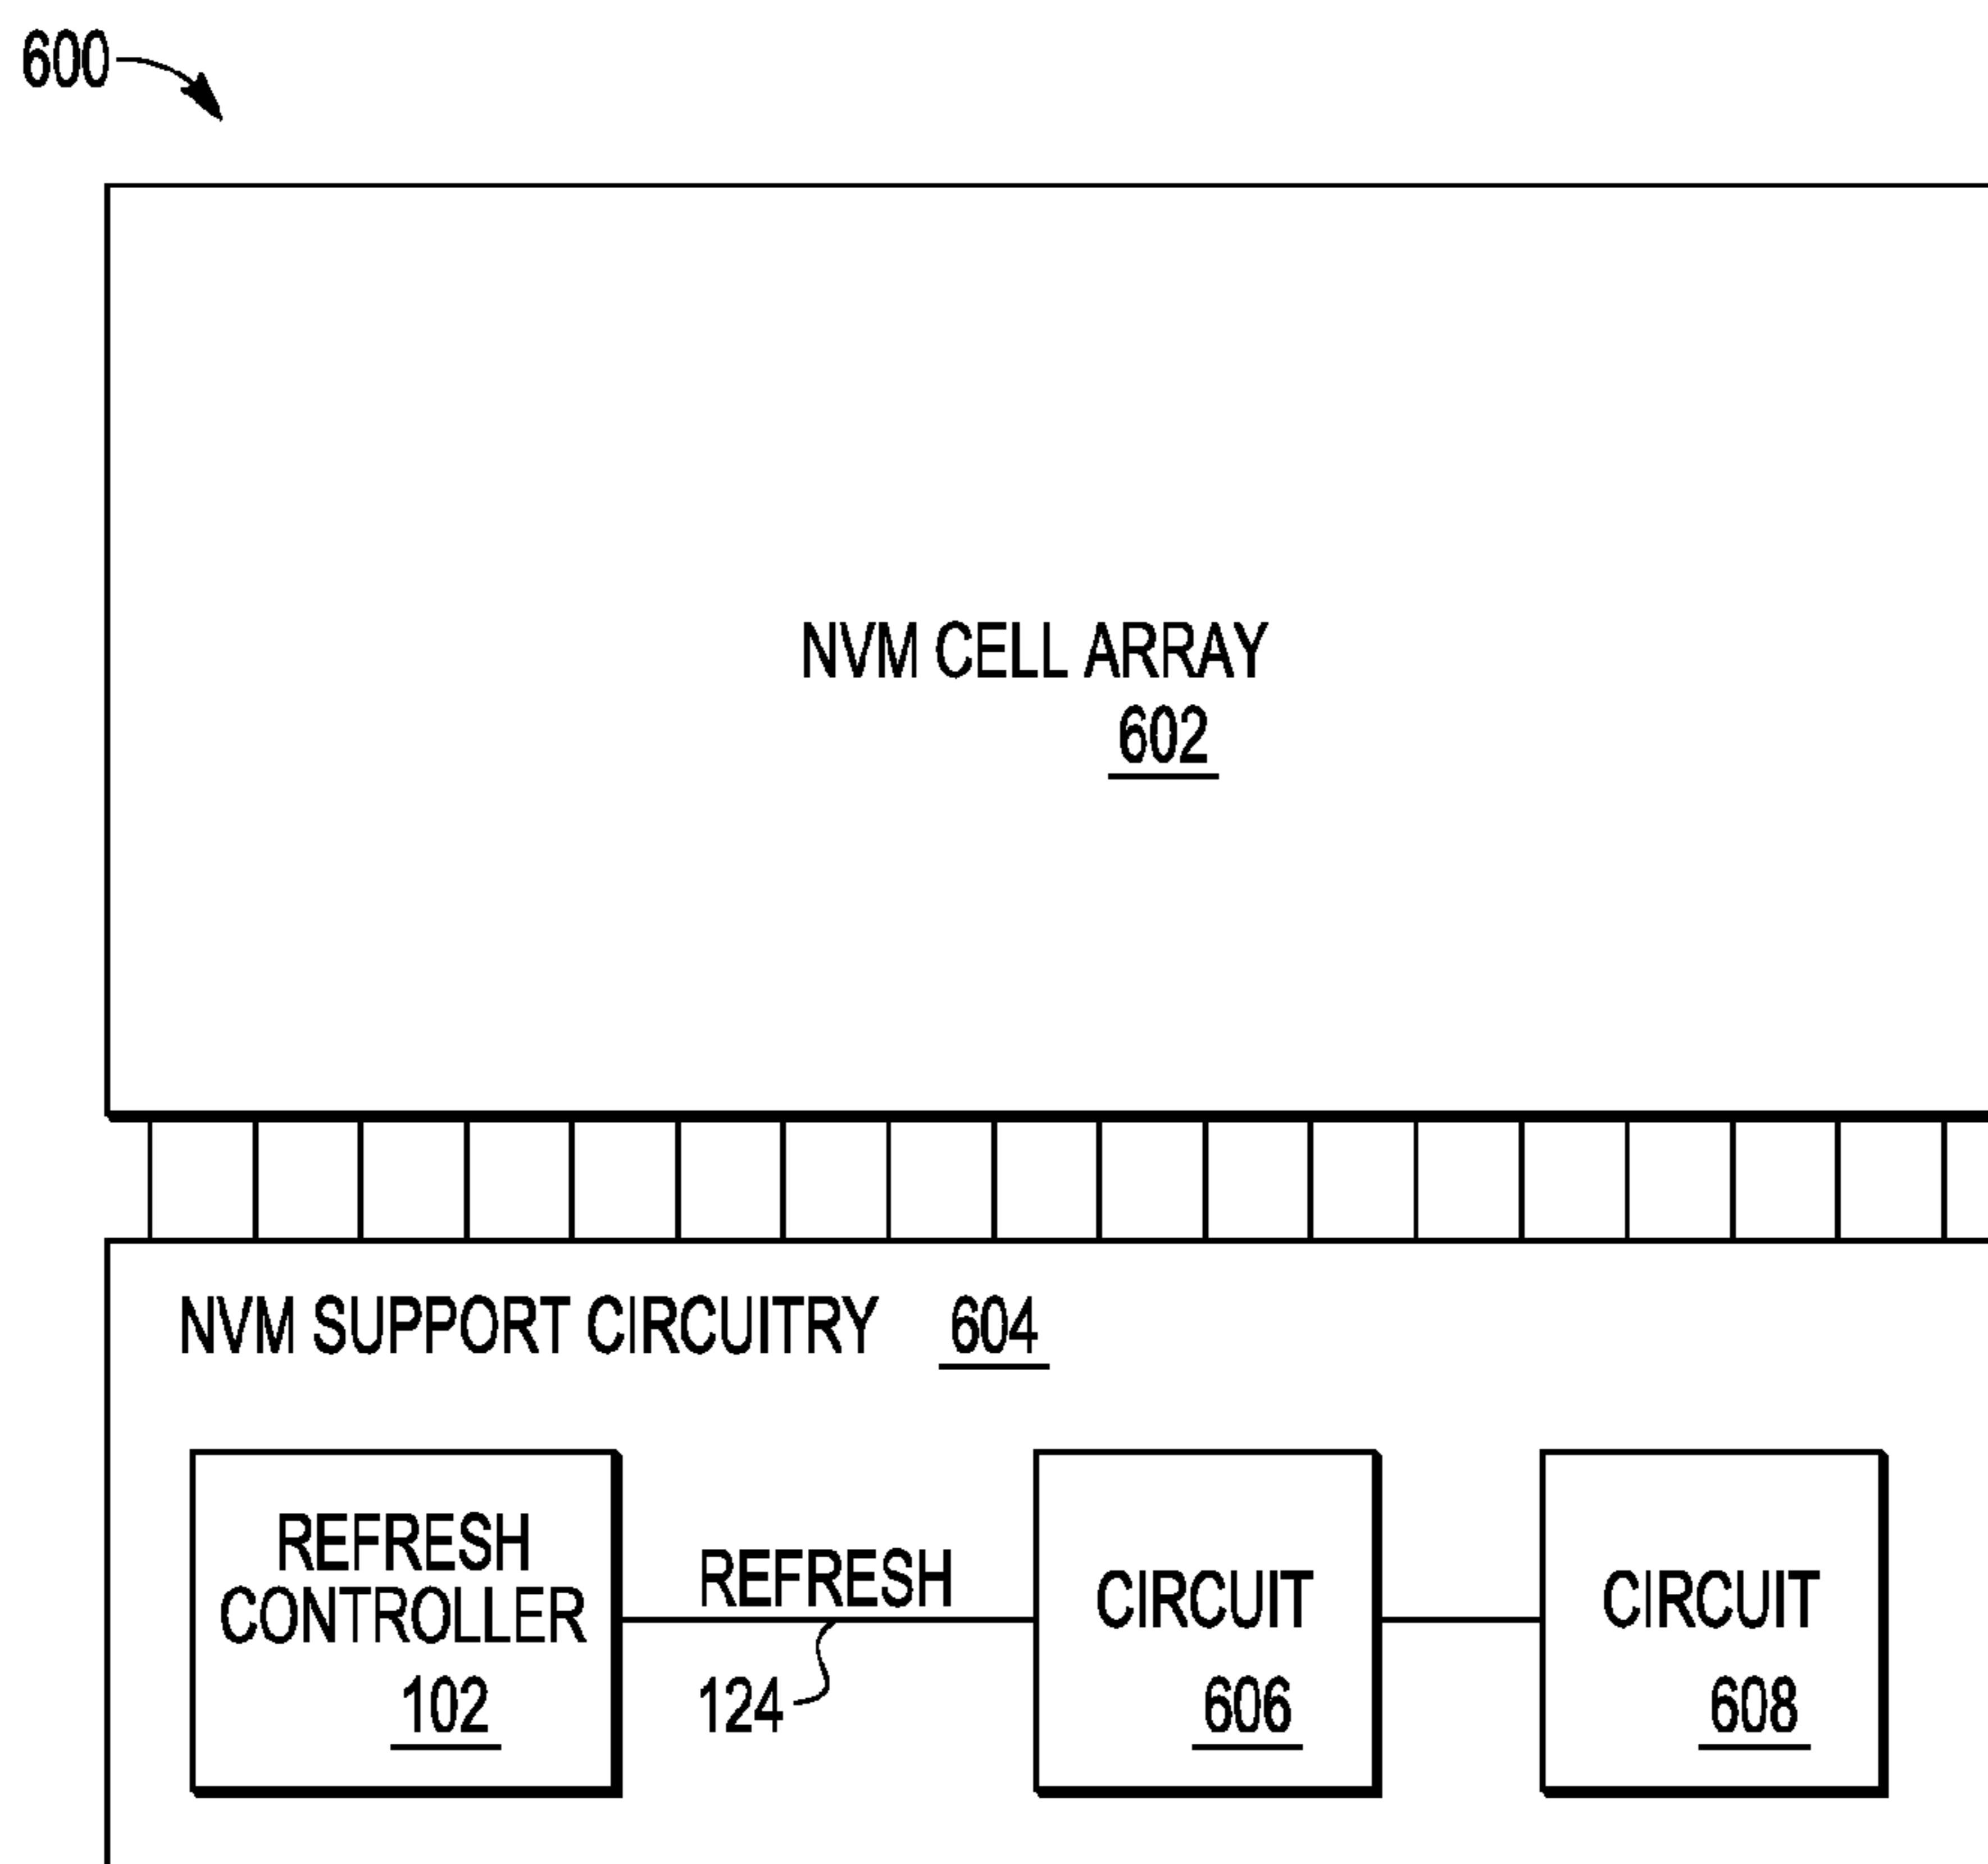 600
NVM CELL ARRAY
602
NVM SUPPORT CIRCUITRY 604
REFRESH
CONTROLLER
102
REFRESH
124
CIRCUIT
606
CIRCUIT
608